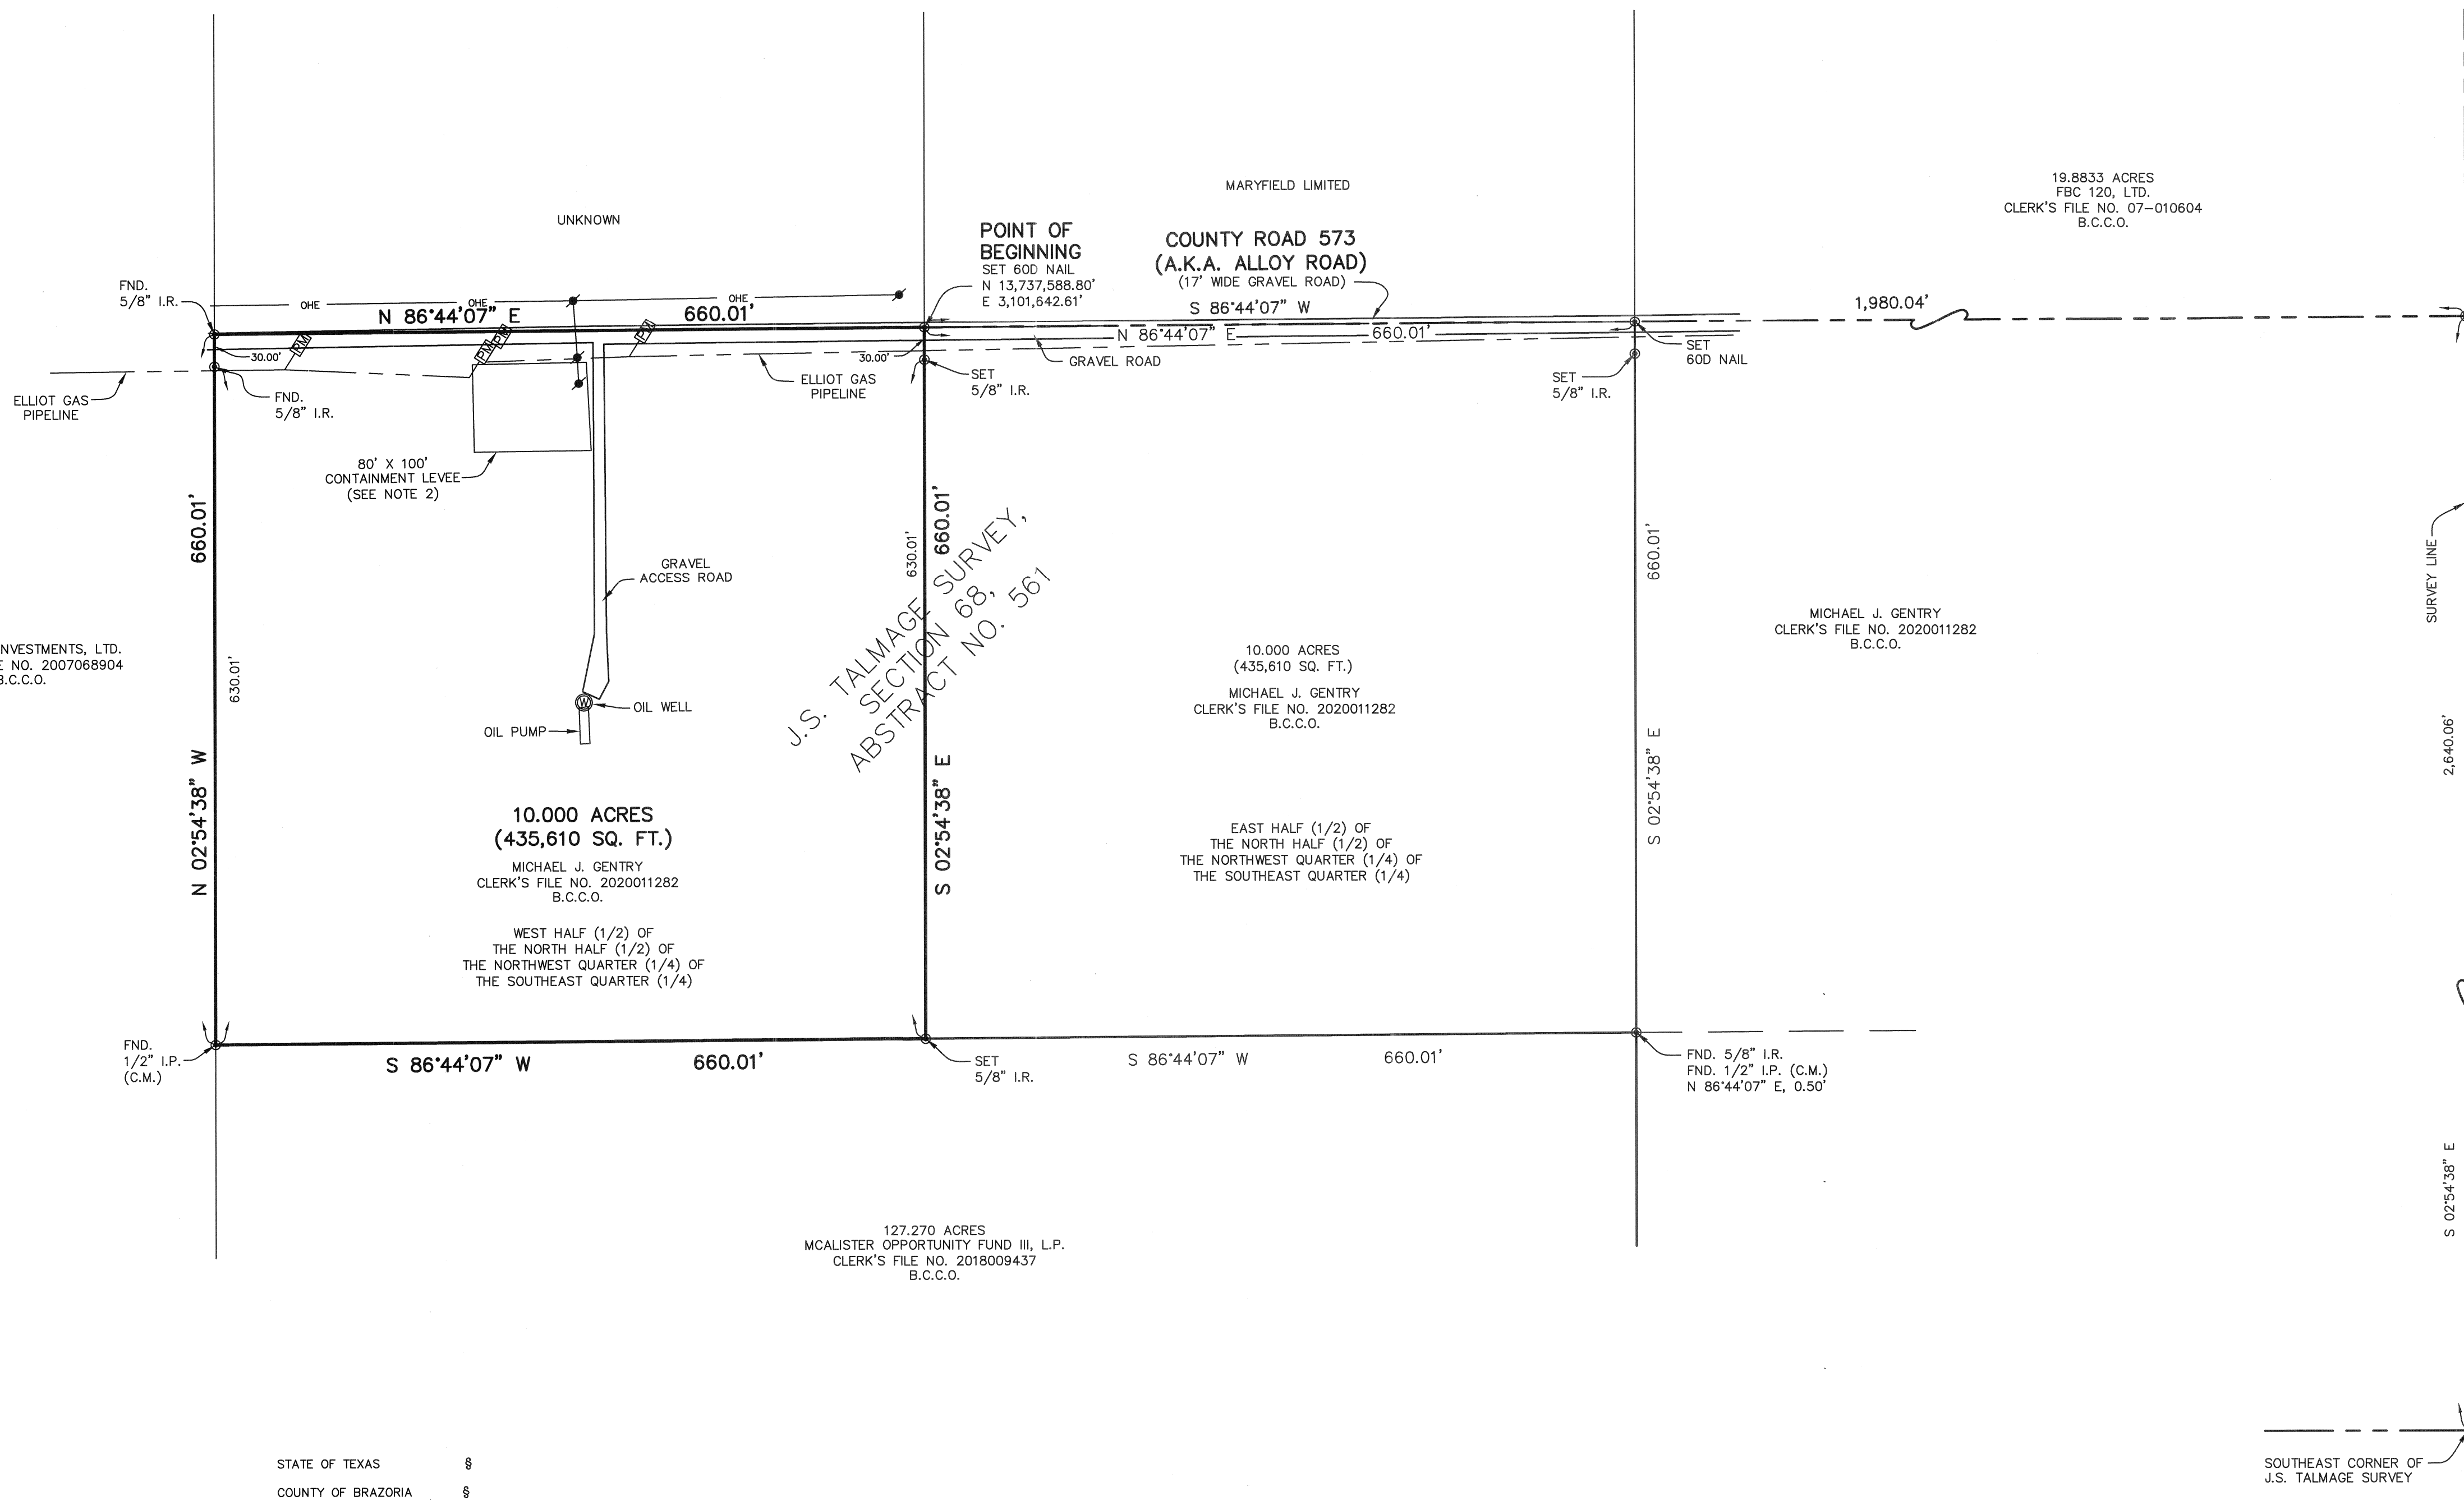 MARYFIELD LIMITED
19.8833 ACRES
FBC 120, LTD.
CLERK'S FILE NO. 07-010604
B.C.C.O.
UNKNOWN
POINT OF
BEGINNING
SET 60D NAIL
N 13,737,588.80'
E 3,101,642.61'
COUNTY ROAD 573
(A.K.A. ALLOY ROAD)
(17' WIDE GRAVEL ROAD)
S 86°44'07" W
1,980.04'
FND.
5/8" I.R.
OHE
OHE
OHE
N 86°44'07" E
660.01'
N 86°44'07" E
660.01'
PM
PM
PM
PM
30.00'
30.00'
GRAVEL ROAD
SET
60D NAIL
ELLIOT GAS
PIPELINE
FND.
5/8" I.R.
ELLIOT GAS
PIPELINE
SET
5/8" I.R.
SET
5/8" I.R.
80' X 100'
CONTAINMENT LEVEE
(SEE NOTE 2)
660.01'
630.01'
N 02°54'38" W
GRAVEL
ACCESS ROAD
630.01'
660.01'
S 02°54'38" E
J.S. TALMAGE SURVEY,
SECTION 68,
ABSTRACT NO. 561
660.01'
S 02°54'38" E
SURVEY LINE
2,640.06'
S 02°54'38" E
NVESTMENTS, LTD.
E NO. 2007068904
B.C.C.O.
W
OIL WELL
OIL PUMP
10.000 ACRES
(435,610 SQ. FT.)
MICHAEL J. GENTRY
CLERK'S FILE NO. 2020011282
B.C.C.O.
MICHAEL J. GENTRY
CLERK'S FILE NO. 2020011282
B.C.C.O.
10.000 ACRES
(435,610 SQ. FT.)
MICHAEL J. GENTRY
CLERK'S FILE NO. 2020011282
B.C.C.O.
WEST HALF (1/2) OF
THE NORTH HALF (1/2) OF
THE NORTHWEST QUARTER (1/4) OF
THE SOUTHEAST QUARTER (1/4)
EAST HALF (1/2) OF
THE NORTH HALF (1/2) OF
THE NORTHWEST QUARTER (1/4) OF
THE SOUTHEAST QUARTER (1/4)
FND.
1/2" I.P.
(C.M.)
S 86°44'07" W
660.01'
SET
5/8" I.R.
S 86°44'07" W
660.01'
FND. 5/8" I.R.
FND. 1/2" I.P. (C.M.)
N 86°44'07" E, 0.50'
127.270 ACRES
MCALISTER OPPORTUNITY FUND III, L.P.
CLERK'S FILE NO. 2018009437
B.C.C.O.
STATE OF TEXAS §
COUNTY OF BRAZORIA §
SOUTHEAST CORNER OF
J.S. TALMAGE SURVEY